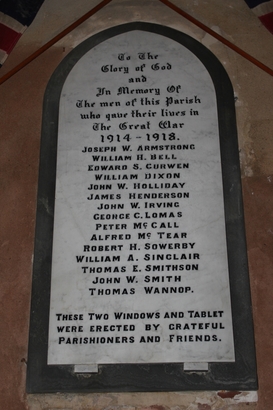 To The
Glory of God
and
In Memory Of
The men of this Parish
who gave their lives in
The Great War
1914 - 1918.
Joseph W. Armstrong
William H. Bell
Edward S. Curwen
William Dixon
John W. Holliday
James Henderson
John W. Irving
George C. Lomas
Peter McCall
Alfred McTear
Robert H. Sowerby
William A. Sinclair
Thomas E. Smithson
John W. Smith
Thomas Wannop.
These Two Windows and Tablet
were erected by grateful
Parishioners and Friends.